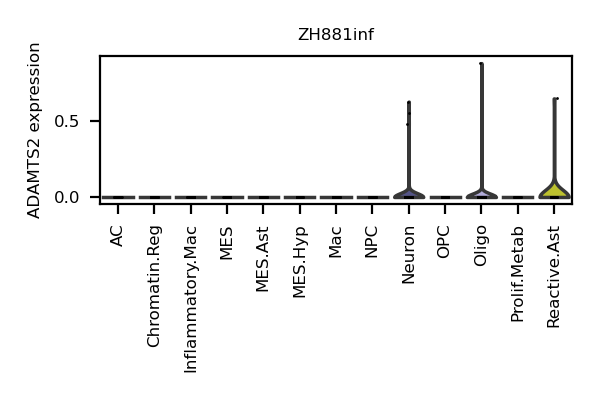 ZH881inf
ADAMTS2 expression
0.5
0.0
AC
Chromatin.Reg
Inflammatory.Mac
MES
MES.Ast
MES.Hyp
Mac
NPC
Neuron
OPC
Oligo
Prolif.Metab
Reactive.Ast